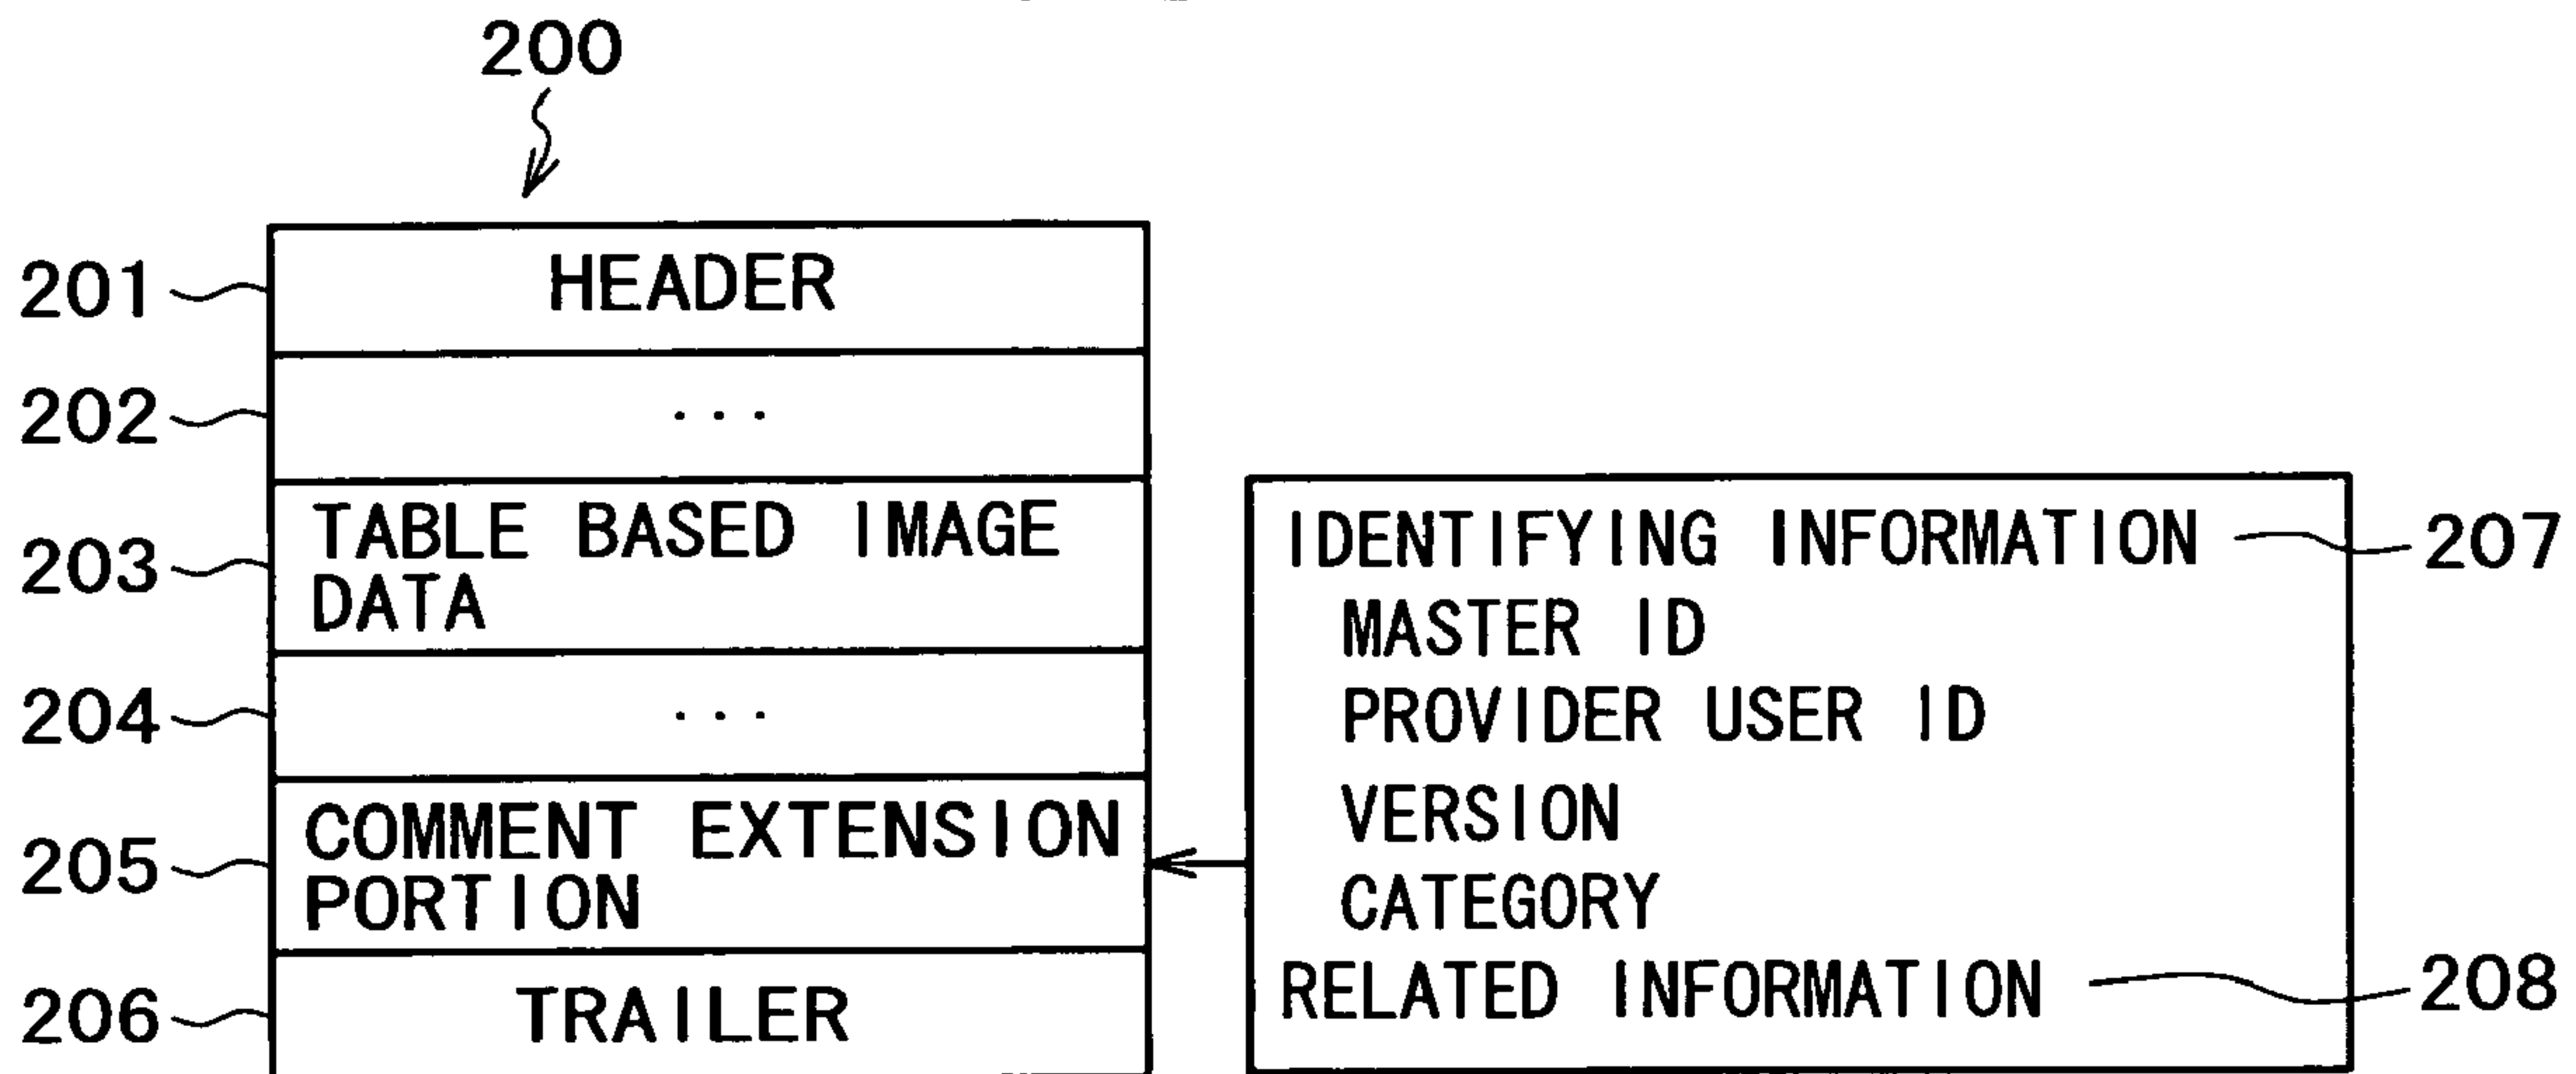 200
201 HEADER
202 ...
203 TABLE BASED IMAGE
DATA
204 ...
205 COMMENT EXTENSION
PORTION
206 TRAILER
IDENTIFYING INFORMATION 207
MASTER ID
PROVIDER USER ID
VERSION
CATEGORY
RELATED INFORMATION 208